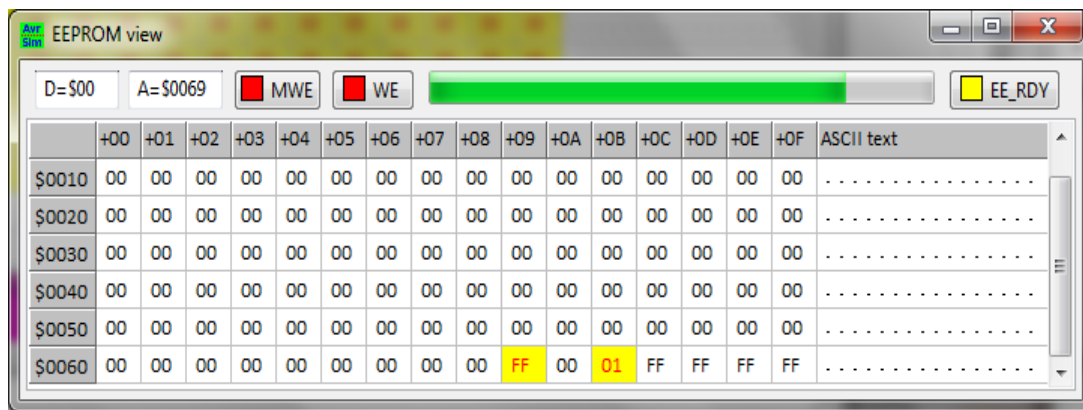 Avr Sim EEPROM view
D=$00 A=$0069 MWE WE EE_RDY
+00 +01 +02 +03 +04 +05 +06 +07 +08 +09 +0A +0B +0C +0D +0E +0F ASCII text
$0010 00 00 00 00 00 00 00 00 00 00 00 00 00 00 00 00 . . . . . . . . . . . . . . . .
$0020 00 00 00 00 00 00 00 00 00 00 00 00 00 00 00 00 . . . . . . . . . . . . . . . .
$0030 00 00 00 00 00 00 00 00 00 00 00 00 00 00 00 00 . . . . . . . . . . . . . . . .
$0040 00 00 00 00 00 00 00 00 00 00 00 00 00 00 00 00 . . . . . . . . . . . . . . . .
$0050 00 00 00 00 00 00 00 00 00 00 00 00 00 00 00 00 . . . . . . . . . . . . . . . .
$0060 00 00 00 00 00 00 00 00 00 FF 00 01 FF FF FF FF . . . . . . . . . . . . . . . .